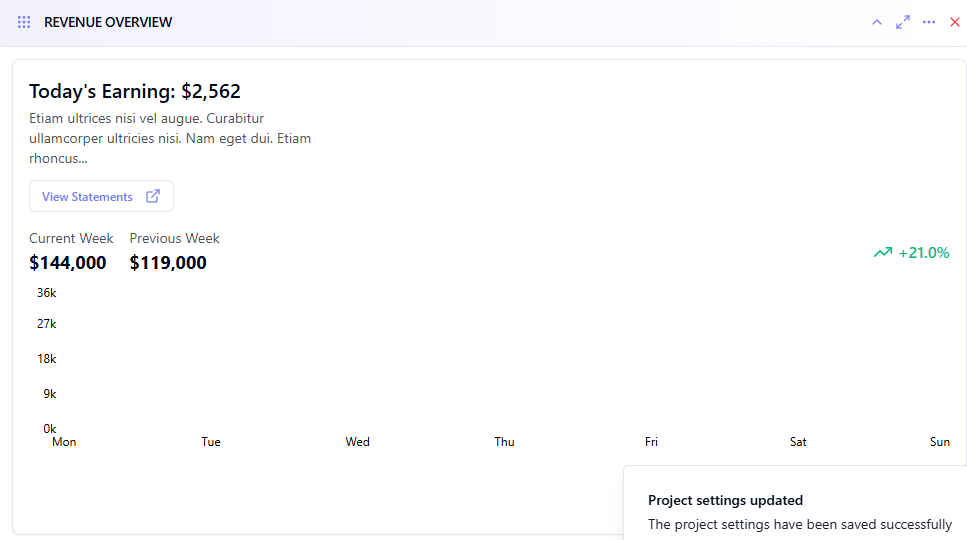 REVENUE OVERVIEW
Today's Earning: $2,562
Etiam ultrices nisi vel augue. Curabitur
ullamcorper ultricies nisi. Nam eget dui. Etiam
rhoncus...
View Statements
Current Week Previous Week
$144,000 $119,000
+21.0%
36k
27k
18k
9k
0k
Mon Tue Wed Thu Fri Sat Sun
Project settings updated
The project settings have been saved successfully